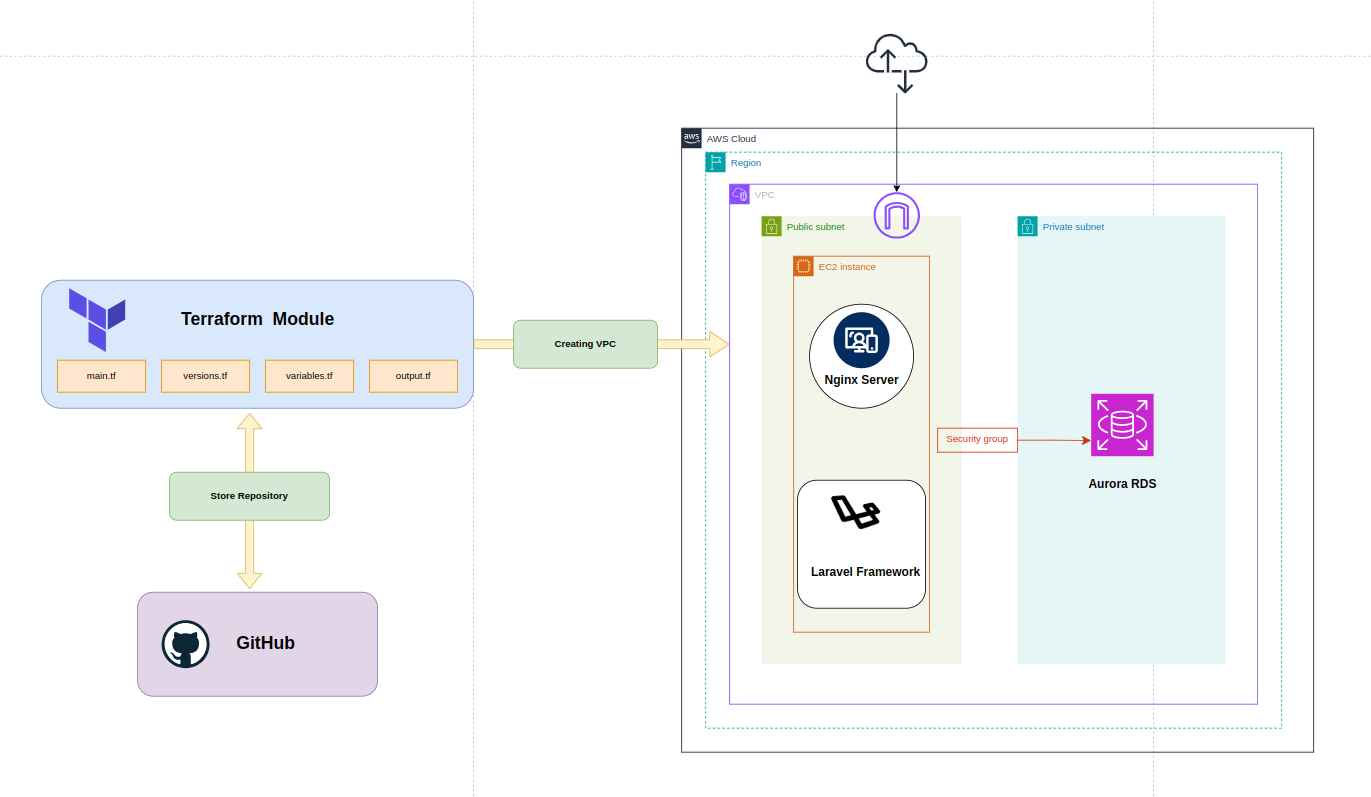 aws
AWS Cloud
Region
VPC
Public subnet
Private subnet
EC2 instance
Terraform  Module
main.tf
versions.tf
variables.tf
output.tf
Creating VPC
Nginx Server
Security group
Aurora RDS
Store Repository
Laravel Framework
GitHub